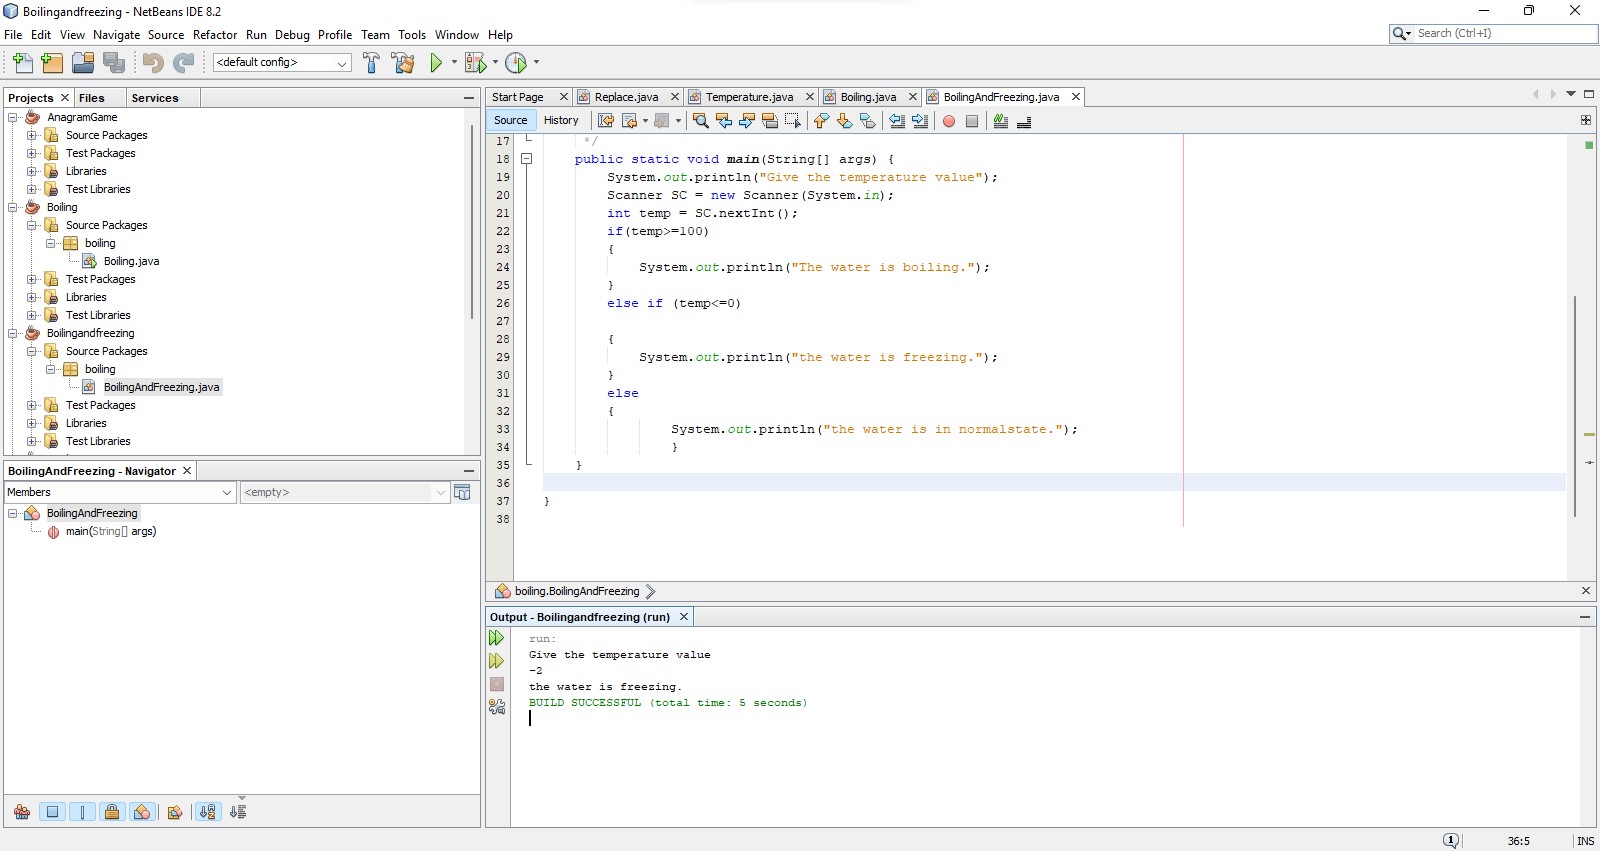 Boilingandfreezing - NetBeans IDE 8.2
File Edit View Navigate Source Refactor Run Debug Profile Team Tools Window Help
Search (Ctrl+I)
<default config>
Projects Files Services
AnagramGame
Source Packages
Test Packages
Libraries
Test Libraries
Boiling
Source Packages
boiling
Boiling.java
Test Packages
Libraries
Test Libraries
Boilingandfreezing
Source Packages
boiling
BoilingAndFreezing.java
Test Packages
Libraries
Test Libraries
BoilingAndFreezing - Navigator
Members <empty>
BoilingAndFreezing
main(String[] args)
Start Page Replace.java Temperature.java Boiling.java BoilingAndFreezing.java
Source History
17 */
18 public static void main(String[] args) {
19 System.out.println("Give the temperature value");
20 Scanner SC = new Scanner(System.in);
21 int temp = SC.nextInt();
22 if(temp>=100)
23 {
24 System.out.println("The water is boiling.");
25 }
26 else if (temp<=0)
27
28 {
29 System.out.println("the water is freezing.");
30 }
31 else
32 {
33 System.out.println("the water is in normalstate.");
34 }
35 }
36
37 }
38
boiling.BoilingAndFreezing
Output - Boilingandfreezing (run)
run:
Give the temperature value
-2
the water is freezing.
BUILD SUCCESSFUL (total time: 5 seconds)
1 36:5 INS